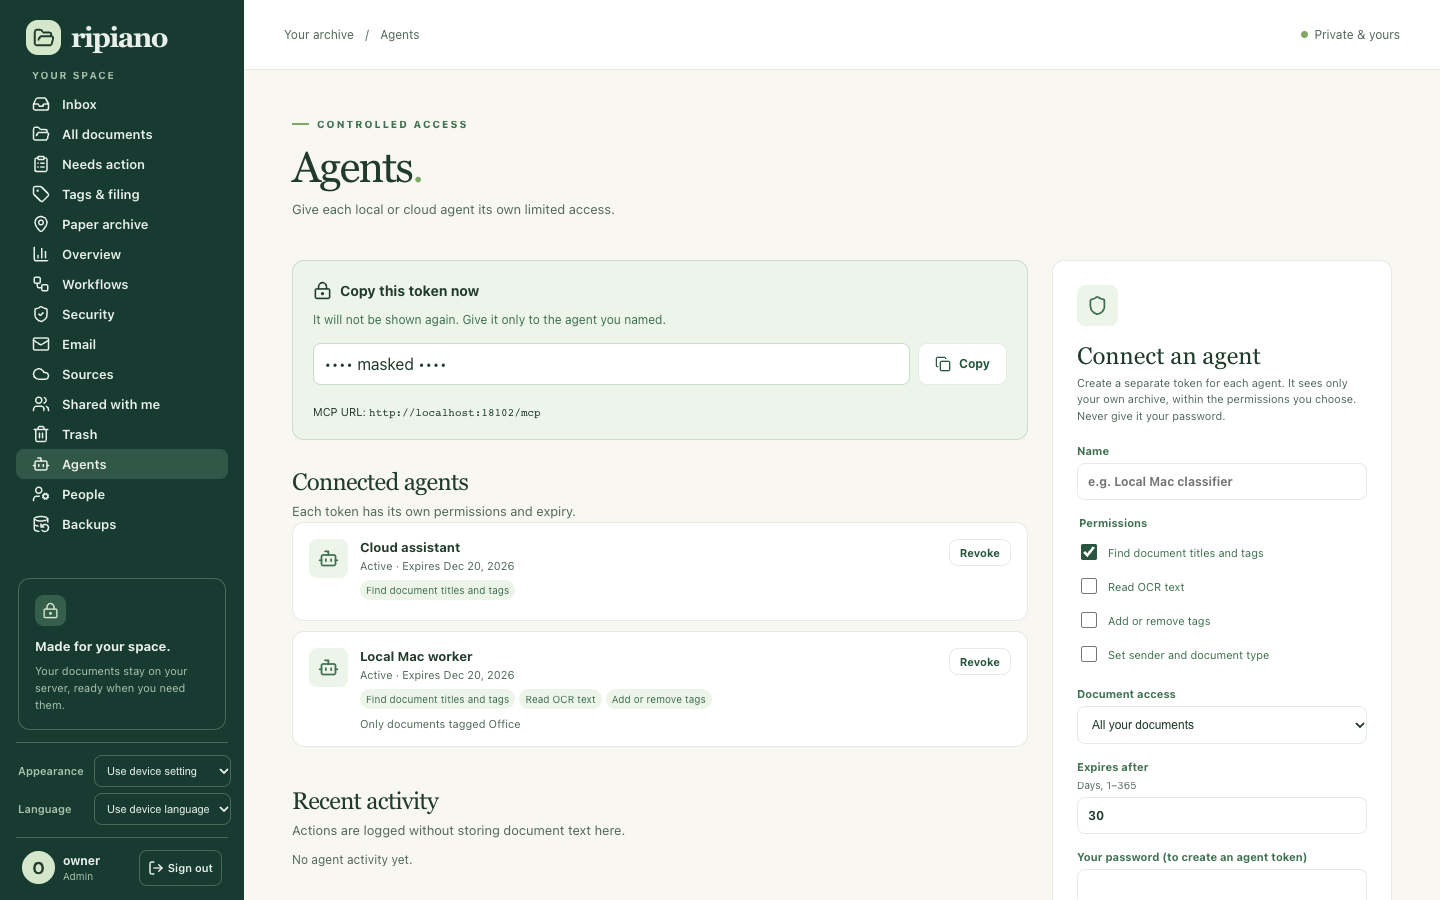 ripiano
YOUR SPACE
Inbox
All documents
Needs action
Tags & filing
Paper archive
Overview
Workflows
Security
Email
Sources
Shared with me
Trash
Agents
People
Backups
Made for your space.
Your documents stay on your
server, ready when you need
them.
Appearance
Use device setting
Language
Use device language
O
owner
Admin
Sign out
Your archive / Agents
Private & yours
CONTROLLED ACCESS
Agents.
Give each local or cloud agent its own limited access.
Copy this token now
It will not be shown again. Give it only to the agent you named.
•••• masked ••••
Copy
MCP URL: http://localhost:18102/mcp
Connected agents
Each token has its own permissions and expiry.
Cloud assistant
Active · Expires Dec 20, 2026
Find document titles and tags
Revoke
Local Mac worker
Active · Expires Dec 20, 2026
Find document titles and tags Read OCR text Add or remove tags
Only documents tagged Office
Revoke
Recent activity
Actions are logged without storing document text here.
No agent activity yet.
Connect an agent
Create a separate token for each agent. It sees only
your own archive, within the permissions you choose.
Never give it your password.
Name
e.g. Local Mac classifier
Permissions
Find document titles and tags
Read OCR text
Add or remove tags
Set sender and document type
Document access
All your documents
Expires after
Days, 1–365
30
Your password (to create an agent token)